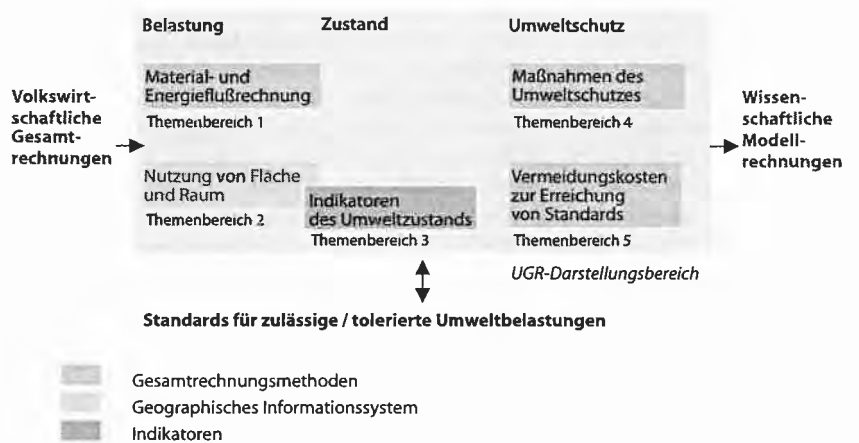 Belastung
Zustand
Umweltschutz
Volkswirt-
schaftliche
Gesamt-
rechnungen
Material- und
Energieflußrechnung
Themenbereich 1
Nutzung von Fläche
und Raum
Themenbereich 2
Indikatoren
des Umweltzustands
Themenbereich 3
Maßnahmen des
Umweltschutzes
Themenbereich 4
Vermeidungskosten
zur Erreichung
von Standards
Themenbereich 5
Wissen-
schaftliche
Modell-
rechnungen
UGR-Darstellungsbereich
Standards für zulässige / tolerierte Umweltbelastungen
Gesamtrechnungsmethoden
Geographisches Informationssystem
Indikatoren